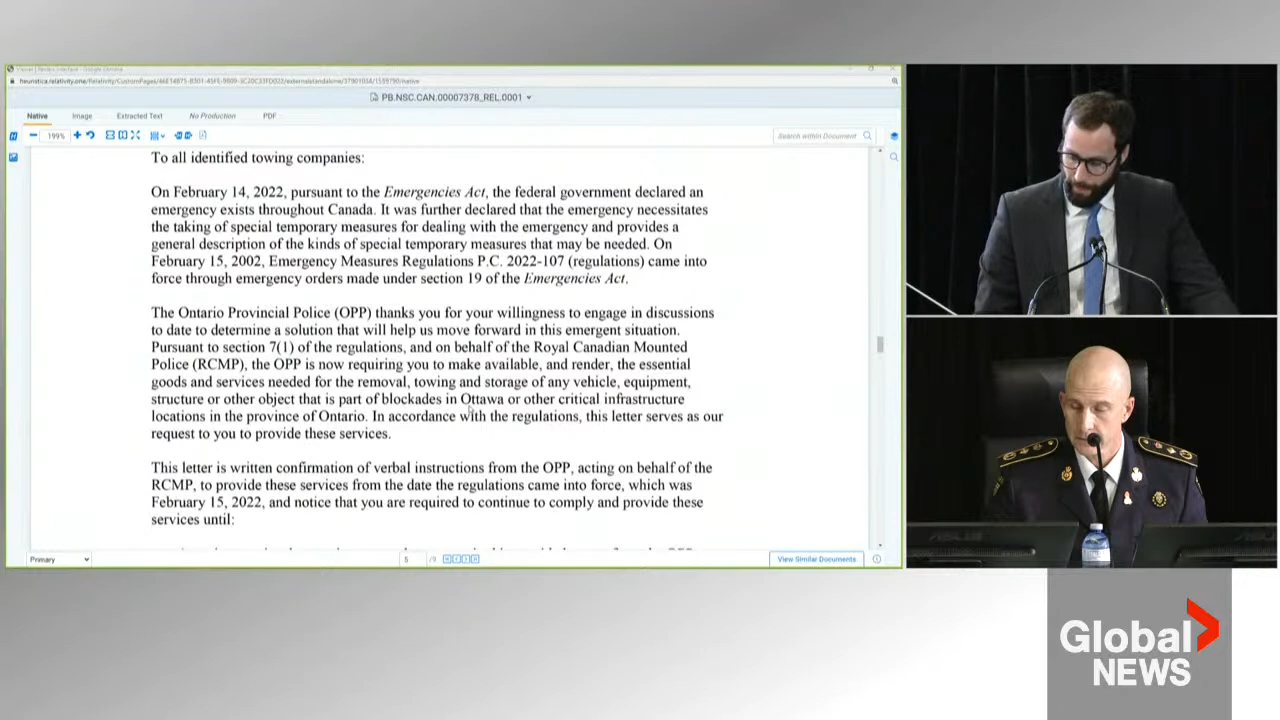 PB.NSC.CAN.00007378_REL.0001
Native Image Extracted Text No Production PDF
199% Search within Document
To all identified towing companies:
On February 14, 2022, pursuant to the Emergencies Act, the federal government declared an
emergency exists throughout Canada. It was further declared that the emergency necessitates
the taking of special temporary measures for dealing with the emergency and provides a
general description of the kinds of special temporary measures that may be needed. On
February 15, 2002, Emergency Measures Regulations P.C. 2022-107 (regulations) came into
force through emergency orders made under section 19 of the Emergencies Act.
The Ontario Provincial Police (OPP) thanks you for your willingness to engage in discussions
to date to determine a solution that will help us move forward in this emergent situation.
Pursuant to section 7(1) of the regulations, and on behalf of the Royal Canadian Mounted
Police (RCMP), the OPP is now requiring you to make available, and render, the essential
goods and services needed for the removal, towing and storage of any vehicle, equipment,
structure or other object that is part of blockades in Ottawa or other critical infrastructure
locations in the province of Ontario. In accordance with the regulations, this letter serves as our
request to you to provide these services.
This letter is written confirmation of verbal instructions from the OPP, acting on behalf of the
RCMP, to provide these services from the date the regulations came into force, which was
February 15, 2022, and notice that you are required to continue to comply and provide these
services until:
Primary 5 /9 View Similar Documents
Global
NEWS